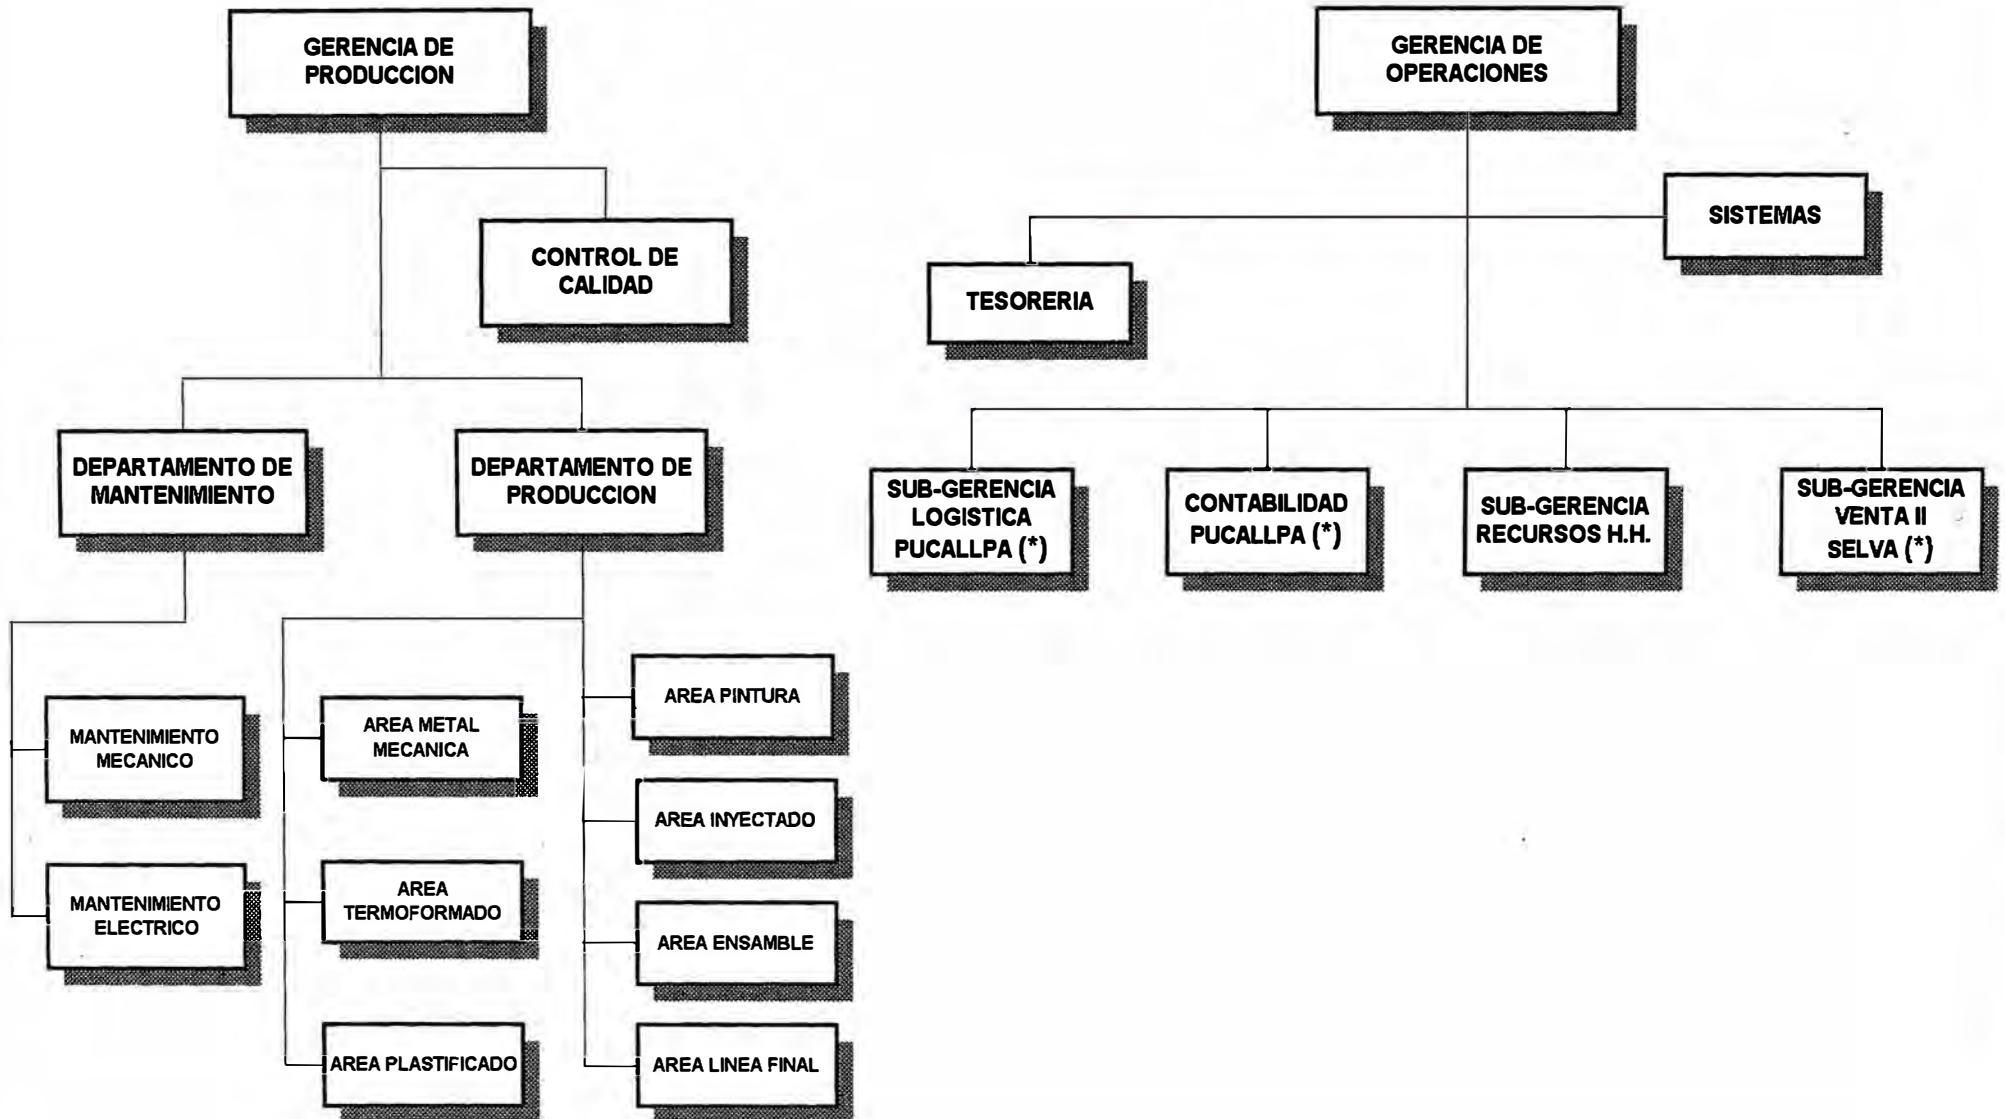 GERENCIA DE
PRODUCCION
CONTROL DE
CALIDAD
DEPARTAMENTO DE
MANTENIMIENTO
DEPARTAMENTO DE
PRODUCCION
MANTENIMIENTO
MECANICO
MANTENIMIENTO
ELECTRICO
AREA METAL
MECANICA
AREA
TERMOFORMADO
AREA PLASTIFICADO
AREA PINTURA
AREA INYECTADO
AREA ENSAMBLE
AREA LINEA FINAL
GERENCIA DE
OPERACIONES
SISTEMAS
TESORERIA
SUB-GERENCIA
LOGISTICA
PUCALLPA (*)
CONTABILIDAD
PUCALLPA (*)
SUB-GERENCIA
RECURSOS H.H.
SUB-GERENCIA
VENTA II
SELVA (*)